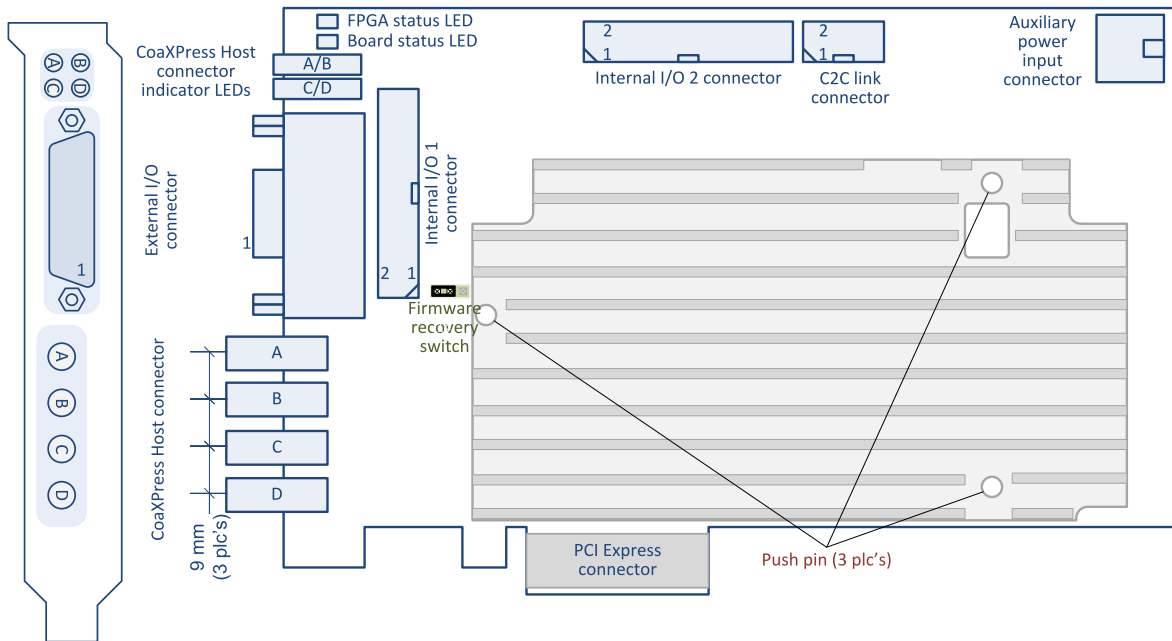 FPGA status LED
Board status LED
CoaXPress Host
connector
indicator LEDs
A/B
C/D
2
1
Internal I/O 2 connector
2
1
C2C link
connector
Auxiliary
power
input
connector
A
B
C
D
1
External I/O
connector
1
Internal I/O 1
connector
2
1
Firmware
recovery
switch
A
B
C
D
CoaXPress Host connector
A
B
C
D
9 mm
(3 plc's)
PCI Express
connector
Push pin (3 plc's)